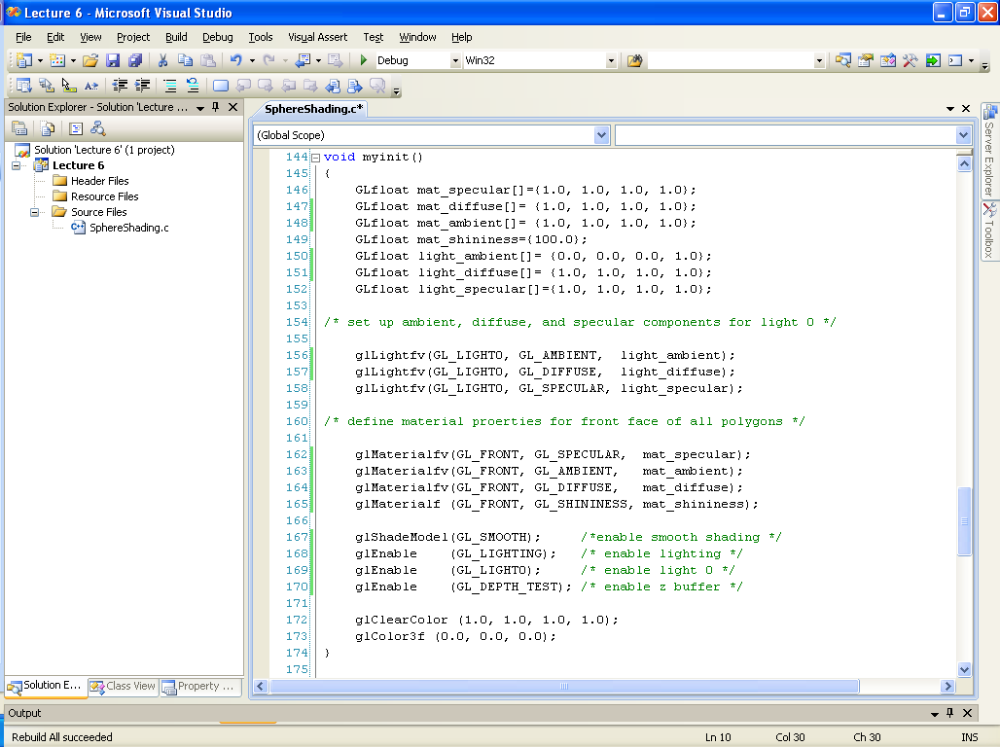 Lecture 6 - Microsoft Visual Studio
File Edit View Project Build Debug Tools Visual Assert Test Window Help
Debug Win32
Solution Explorer - Solution 'Lecture ...
SphereShading.c*
(Global Scope)
Solution 'Lecture 6' (1 project)
Lecture 6
Header Files
Resource Files
Source Files
SphereShading.c
144 void myinit()
145 {
146 GLfloat mat_specular[]={1.0, 1.0, 1.0, 1.0};
147 GLfloat mat_diffuse[]= {1.0, 1.0, 1.0, 1.0};
148 GLfloat mat_ambient[]= {1.0, 1.0, 1.0, 1.0};
149 GLfloat mat_shininess={100.0};
150 GLfloat light_ambient[]= {0.0, 0.0, 0.0, 1.0};
151 GLfloat light_diffuse[]= {1.0, 1.0, 1.0, 1.0};
152 GLfloat light_specular[]={1.0, 1.0, 1.0, 1.0};
153
154 /* set up ambient, diffuse, and specular components for light 0 */
155
156 glLightfv(GL_LIGHT0, GL_AMBIENT, light_ambient);
157 glLightfv(GL_LIGHT0, GL_DIFFUSE, light_diffuse);
158 glLightfv(GL_LIGHT0, GL_SPECULAR, light_specular);
159
160 /* define material proerties for front face of all polygons */
161
162 glMaterialfv(GL_FRONT, GL_SPECULAR, mat_specular);
163 glMaterialfv(GL_FRONT, GL_AMBIENT, mat_ambient);
164 glMaterialfv(GL_FRONT, GL_DIFFUSE, mat_diffuse);
165 glMaterialf (GL_FRONT, GL_SHININESS, mat_shininess);
166
167 glShadeModel(GL_SMOOTH); /*enable smooth shading */
168 glEnable (GL_LIGHTING); /* enable lighting */
169 glEnable (GL_LIGHT0); /* enable light 0 */
170 glEnable (GL_DEPTH_TEST); /* enable z buffer */
171
172 glClearColor (1.0, 1.0, 1.0, 1.0);
173 glColor3f (0.0, 0.0, 0.0);
174 }
175
Server Explorer
Toolbox
Solution E... Class View Property ...
Output
Rebuild All succeeded Ln 10 Col 30 Ch 30 INS